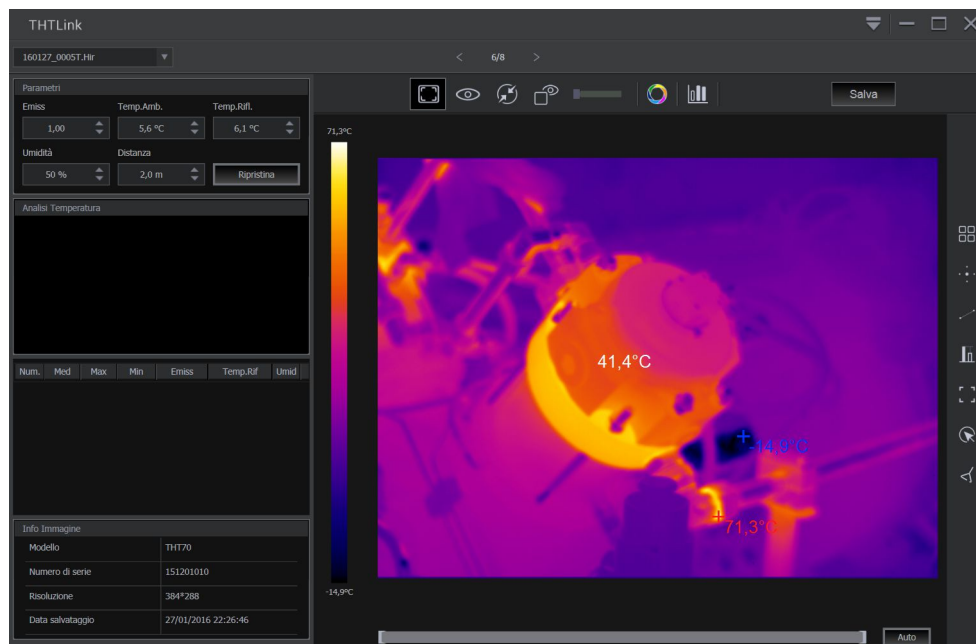 THTLink
160127_0005T.Hir
6/8
Parametri
Emiss Temp.Amb. Temp.Rifl.
1,00 5,6 °C 6,1 °C
Umidità Distanza
50 % 2,0 m Ripristina
Salva
Analisi Temperatura
71,3ºC
41,4°C
-14,9°C
71,3°C
-14,9ºC
Num. Med Max Min Emiss Temp.Rif Umid
Info Immagine
Modello THT70
Numero di serie 151201010
Risoluzione 384*288
Data salvataggio 27/01/2016 22:26:46
Auto